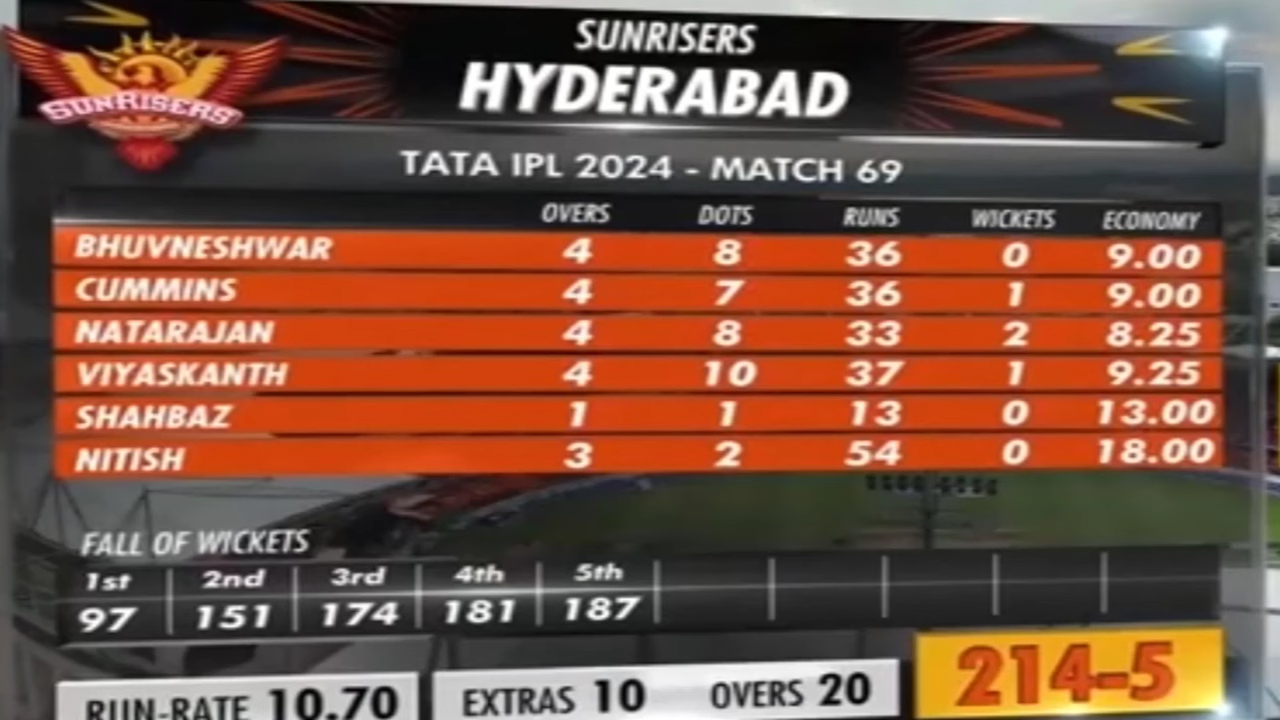 SUNRISERS
HYDERABAD
SUNRISERS
TATA IPL 2024 - MATCH 69
OVERS DOTS RUNS WICKETS ECONOMY
BHUVNESHWAR 4 8 36 0 9.00
CUMMINS 4 7 36 1 9.00
NATARAJAN 4 8 33 2 8.25
VIYASKANTH 4 10 37 1 9.25
SHAHBAZ 1 1 13 0 13.00
NITISH 3 2 54 0 18.00
FALL OF WICKETS
1st 2nd 3rd 4th 5th
97 151 174 181 187
RUN-RATE 10.70 EXTRAS 10 OVERS 20 214-5